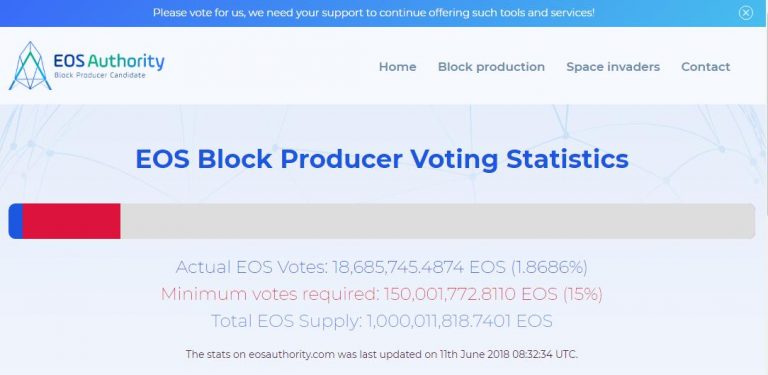 Please vote for us, we need your support to continue offering such tools and services!
EOS Authority
Block Producer Candidate
Home Block production Space invaders Contact
EOS Block Producer Voting Statistics
Actual EOS Votes: 18,685,745.4874 EOS (1.8686%)
Minimum votes required: 150,001,772.8110 EOS (15%)
Total EOS Supply: 1,000,011,818.7401 EOS
The stats on eosauthority.com was last updated on 11th June 2018 08:32:34 UTC.